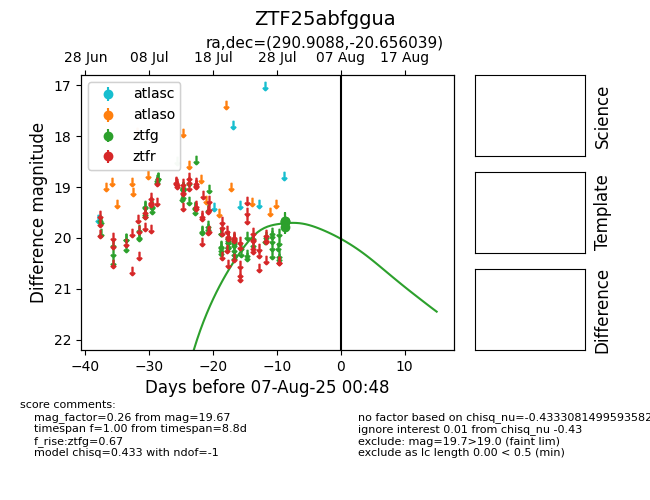 ZTF25abfggua
ra,dec=(290.9088,-20.656039)
28 Jun 08 Jul 18 Jul 28 Jul 07 Aug 17 Aug
17
18
19
20
21
22
Difference magnitude
atlasc
atlaso
ztfg
ztfr
−40 −30 −20 −10 0 10
Days before 07-Aug-25 00:48
Science
Template
Difference
score comments:
mag_factor=0.26 from mag=19.67
timespan f=1.00 from timespan=8.8d
f_rise:ztfg=0.67
model chisq=0.433 with ndof=-1
no factor based on chisq_nu=-0.4333081499593582
ignore interest 0.01 from chisq_nu -0.43
exclude: mag=19.7>19.0 (faint lim)
exclude as lc length 0.00 < 0.5 (min)